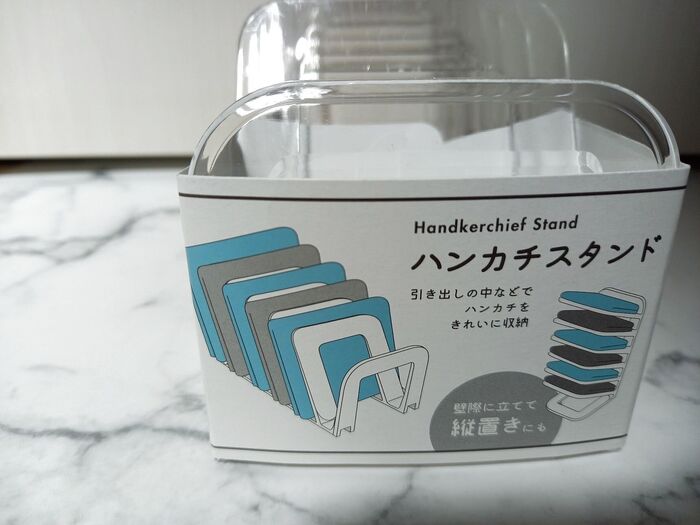 Handkerchief Stand
ハンカチスタンド
引き出しの中などで
ハンカチを
きれいに収納
壁際に立てて
縦置きにも